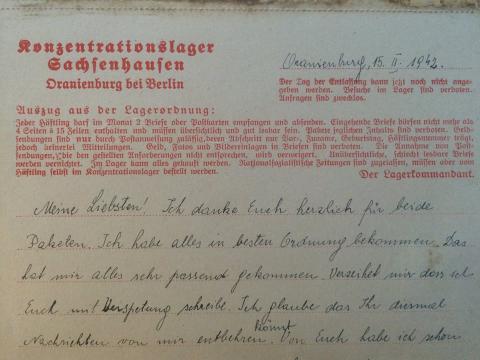 Konzentrationslager
Sachsenhausen
Oranienburg bei Berlin
Oranienburg, 15. II. 1942.
Der Tag der Entlassung kann jetzt noch nicht ange-
geben werden. Besuche im Lager sind verboten.
Anfragen sind zwecklos.
Auszug aus der Lagerordnung:
Jeder Häftling darf im Monat 2 Briefe oder Postkarten empfangen und absenden. Eingehende Briefe dürfen nicht mehr als
4 Seiten à 15 Zeilen enthalten und müssen übersichtlich und gut lesbar sein. Pakete jeglichen Inhalts sind verboten. Geld-
sendungen sind nur durch Postanweisung zulässig, deren Abschnitt nur Vor-, Zuname, Geburtstag, Häftlingsnummer trägt,
jedoch keinerlei Mitteilungen. Geld, Fotos und Bildereinlagen in Briefen sind verboten. Die Annahme von Post-
sendungen, die den gestellten Anforderungen nicht entsprechen, wird verweigert. Unübersichtliche, schlecht lesbare Briefe
werden vernichtet. Im Lager kann alles gekauft werden. Nationalsozialistische Zeitungen sind zugelassen, müssen aber vom
Häftling selbst im Konzentrationslager bestellt werden.
Der Lagerkommandant.
Meine Liebsten! Ich danke Euch herzlich für beide
Paketen. Ich habe alles in besten Ordnung bekommen. Das
hat mir alles sehr passend gekommen. Verzeihet mir dass ich
Euch mit Verspetung schreibe. Ich glaube das Ihr diesmal
Nachrichten von mir entbehren könnt. Von Euch habe ich schon